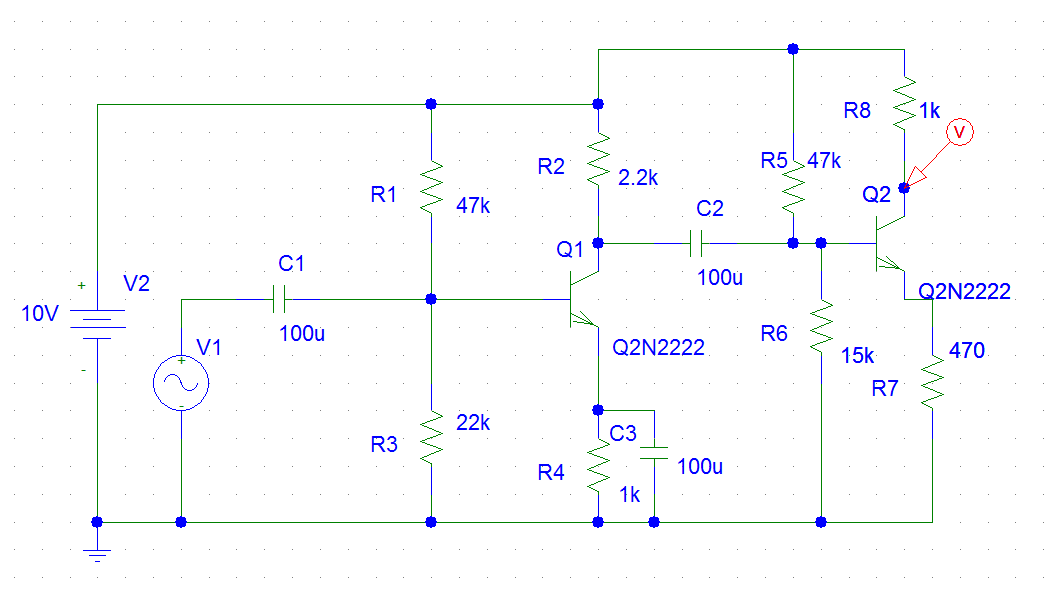 R8
1k
V
R2
2.2k
R5
47k
R1
47k
Q2
C2
Q1
100u
C1
+
V2
10V
100u
Q2N2222
R6
15k
V1
+
-
Q2N2222
470
R7
-
R3
22k
C3
R4
100u
1k